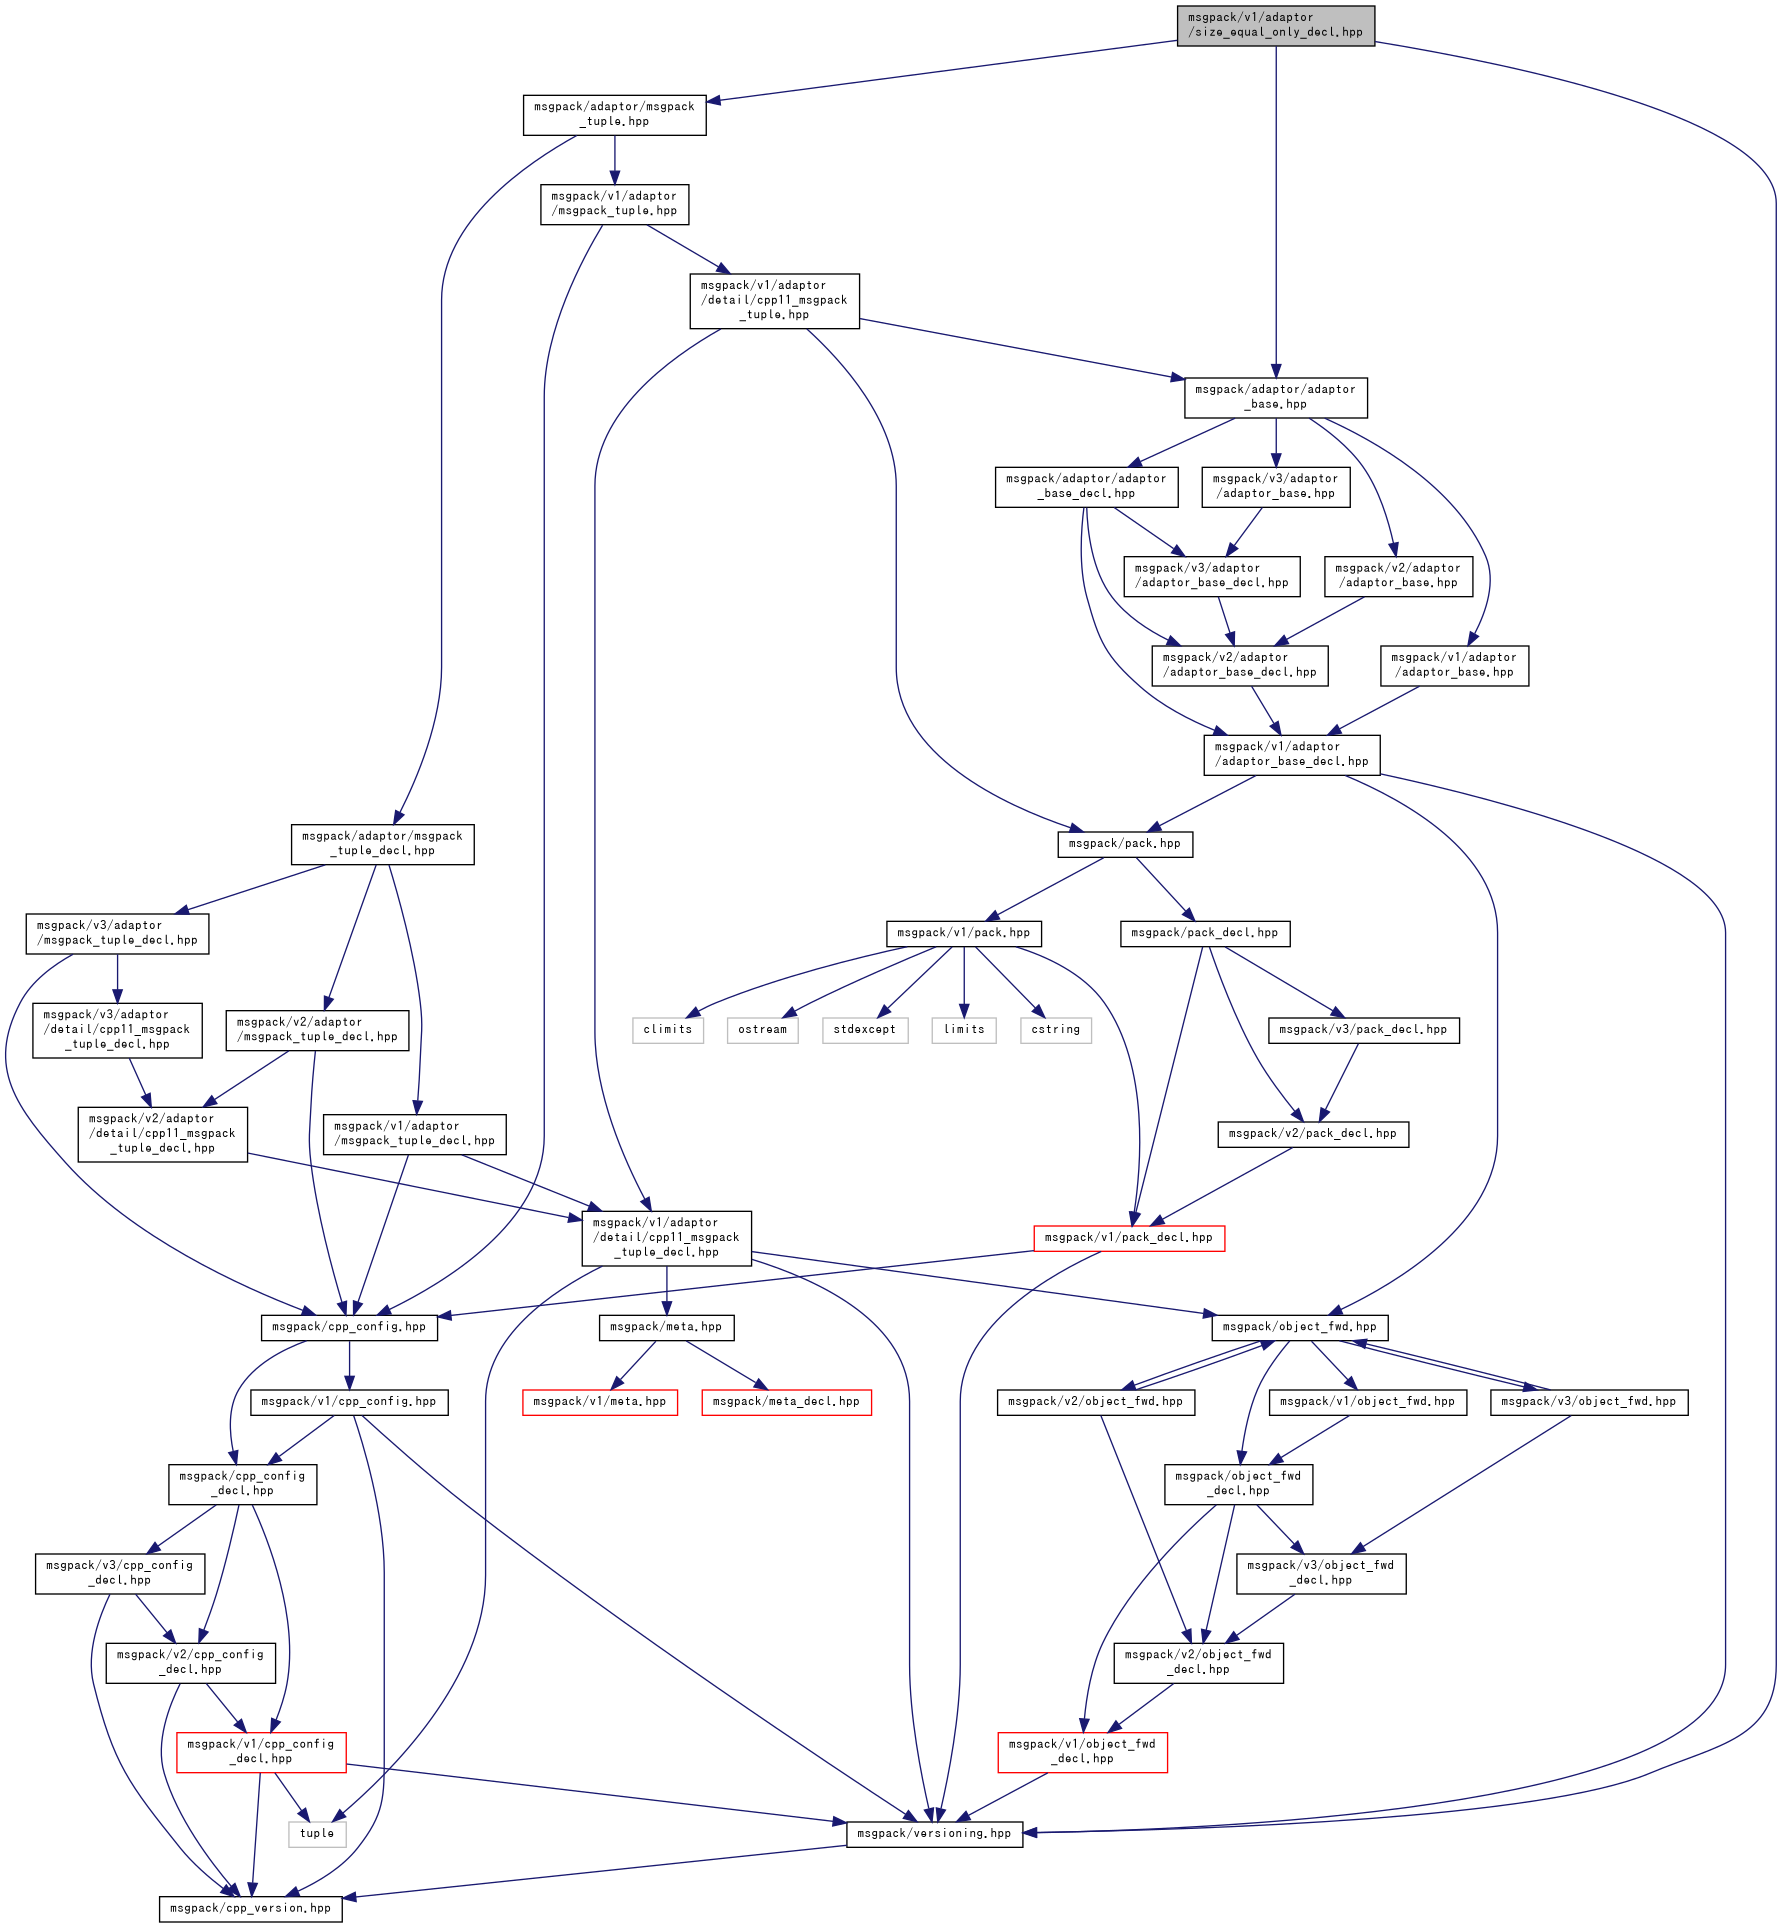 msgpack/v1/adaptor
/size_equal_only_decl.hpp
msgpack/adaptor/msgpack
_tuple.hpp
msgpack/v1/adaptor
/msgpack_tuple.hpp
msgpack/v1/adaptor
/detail/cpp11_msgpack
_tuple.hpp
msgpack/adaptor/adaptor
_base.hpp
msgpack/adaptor/adaptor
_base_decl.hpp
msgpack/v3/adaptor
/adaptor_base.hpp
msgpack/v3/adaptor
/adaptor_base_decl.hpp
msgpack/v2/adaptor
/adaptor_base.hpp
msgpack/v2/adaptor
/adaptor_base_decl.hpp
msgpack/v1/adaptor
/adaptor_base.hpp
msgpack/v1/adaptor
/adaptor_base_decl.hpp
msgpack/adaptor/msgpack
_tuple_decl.hpp
msgpack/pack.hpp
msgpack/v3/adaptor
/msgpack_tuple_decl.hpp
msgpack/v1/pack.hpp
msgpack/pack_decl.hpp
msgpack/v3/adaptor
/detail/cpp11_msgpack
_tuple_decl.hpp
msgpack/v2/adaptor
/msgpack_tuple_decl.hpp
climits
ostream
stdexcept
limits
cstring
msgpack/v3/pack_decl.hpp
msgpack/v2/adaptor
/detail/cpp11_msgpack
_tuple_decl.hpp
msgpack/v1/adaptor
/msgpack_tuple_decl.hpp
msgpack/v2/pack_decl.hpp
msgpack/v1/adaptor
/detail/cpp11_msgpack
_tuple_decl.hpp
msgpack/v1/pack_decl.hpp
msgpack/cpp_config.hpp
msgpack/meta.hpp
msgpack/object_fwd.hpp
msgpack/v1/cpp_config.hpp
msgpack/v1/meta.hpp
msgpack/meta_decl.hpp
msgpack/v2/object_fwd.hpp
msgpack/v1/object_fwd.hpp
msgpack/v3/object_fwd.hpp
msgpack/cpp_config
_decl.hpp
msgpack/object_fwd
_decl.hpp
msgpack/v3/cpp_config
_decl.hpp
msgpack/v3/object_fwd
_decl.hpp
msgpack/v2/cpp_config
_decl.hpp
msgpack/v2/object_fwd
_decl.hpp
msgpack/v1/cpp_config
_decl.hpp
msgpack/v1/object_fwd
_decl.hpp
tuple
msgpack/versioning.hpp
msgpack/cpp_version.hpp